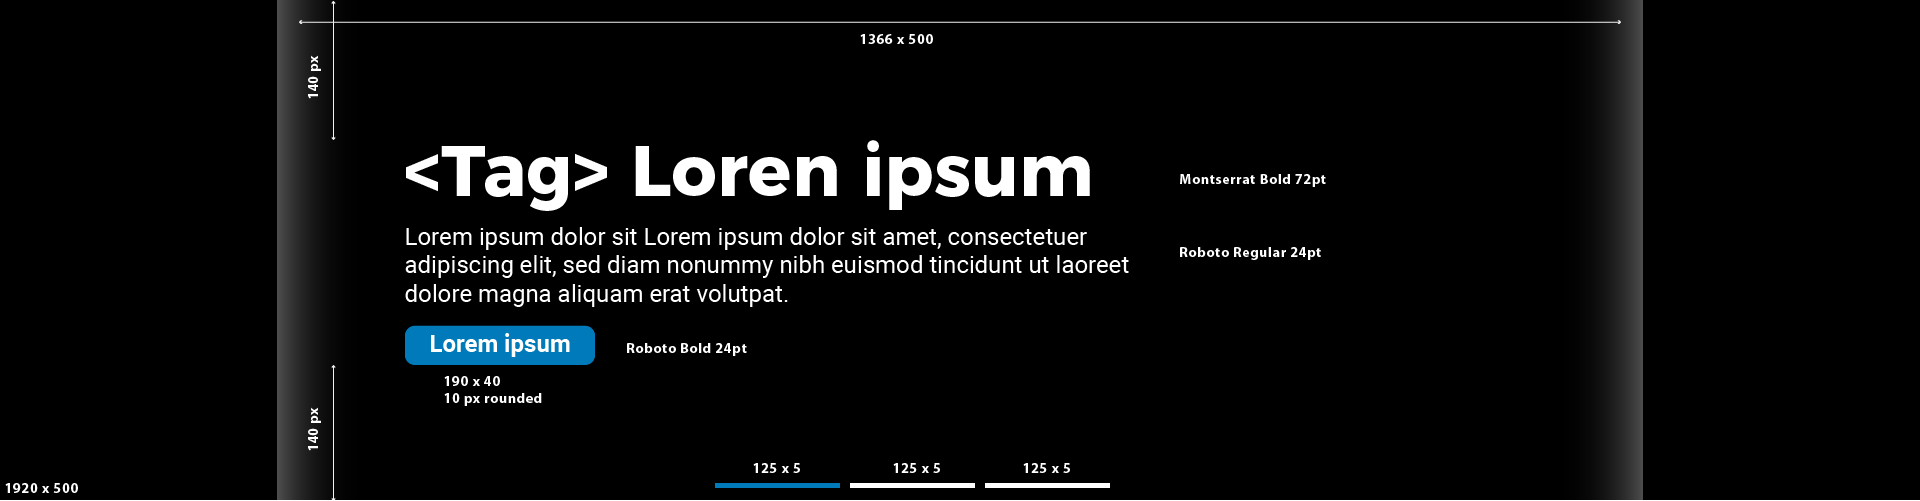 1366 x 500
140 px
<Tag> Loren ipsum
Montserrat Bold 72pt
Lorem ipsum dolor sit Lorem ipsum dolor sit amet, consectetuer
adipiscing elit, sed diam nonummy nibh euismod tincidunt ut laoreet
dolore magna aliquam erat volutpat.
Roboto Regular 24pt
Lorem ipsum
Roboto Bold 24pt
190 x 40
10 px rounded
140 px
125 x 5
125 x 5
125 x 5
1920 x 500